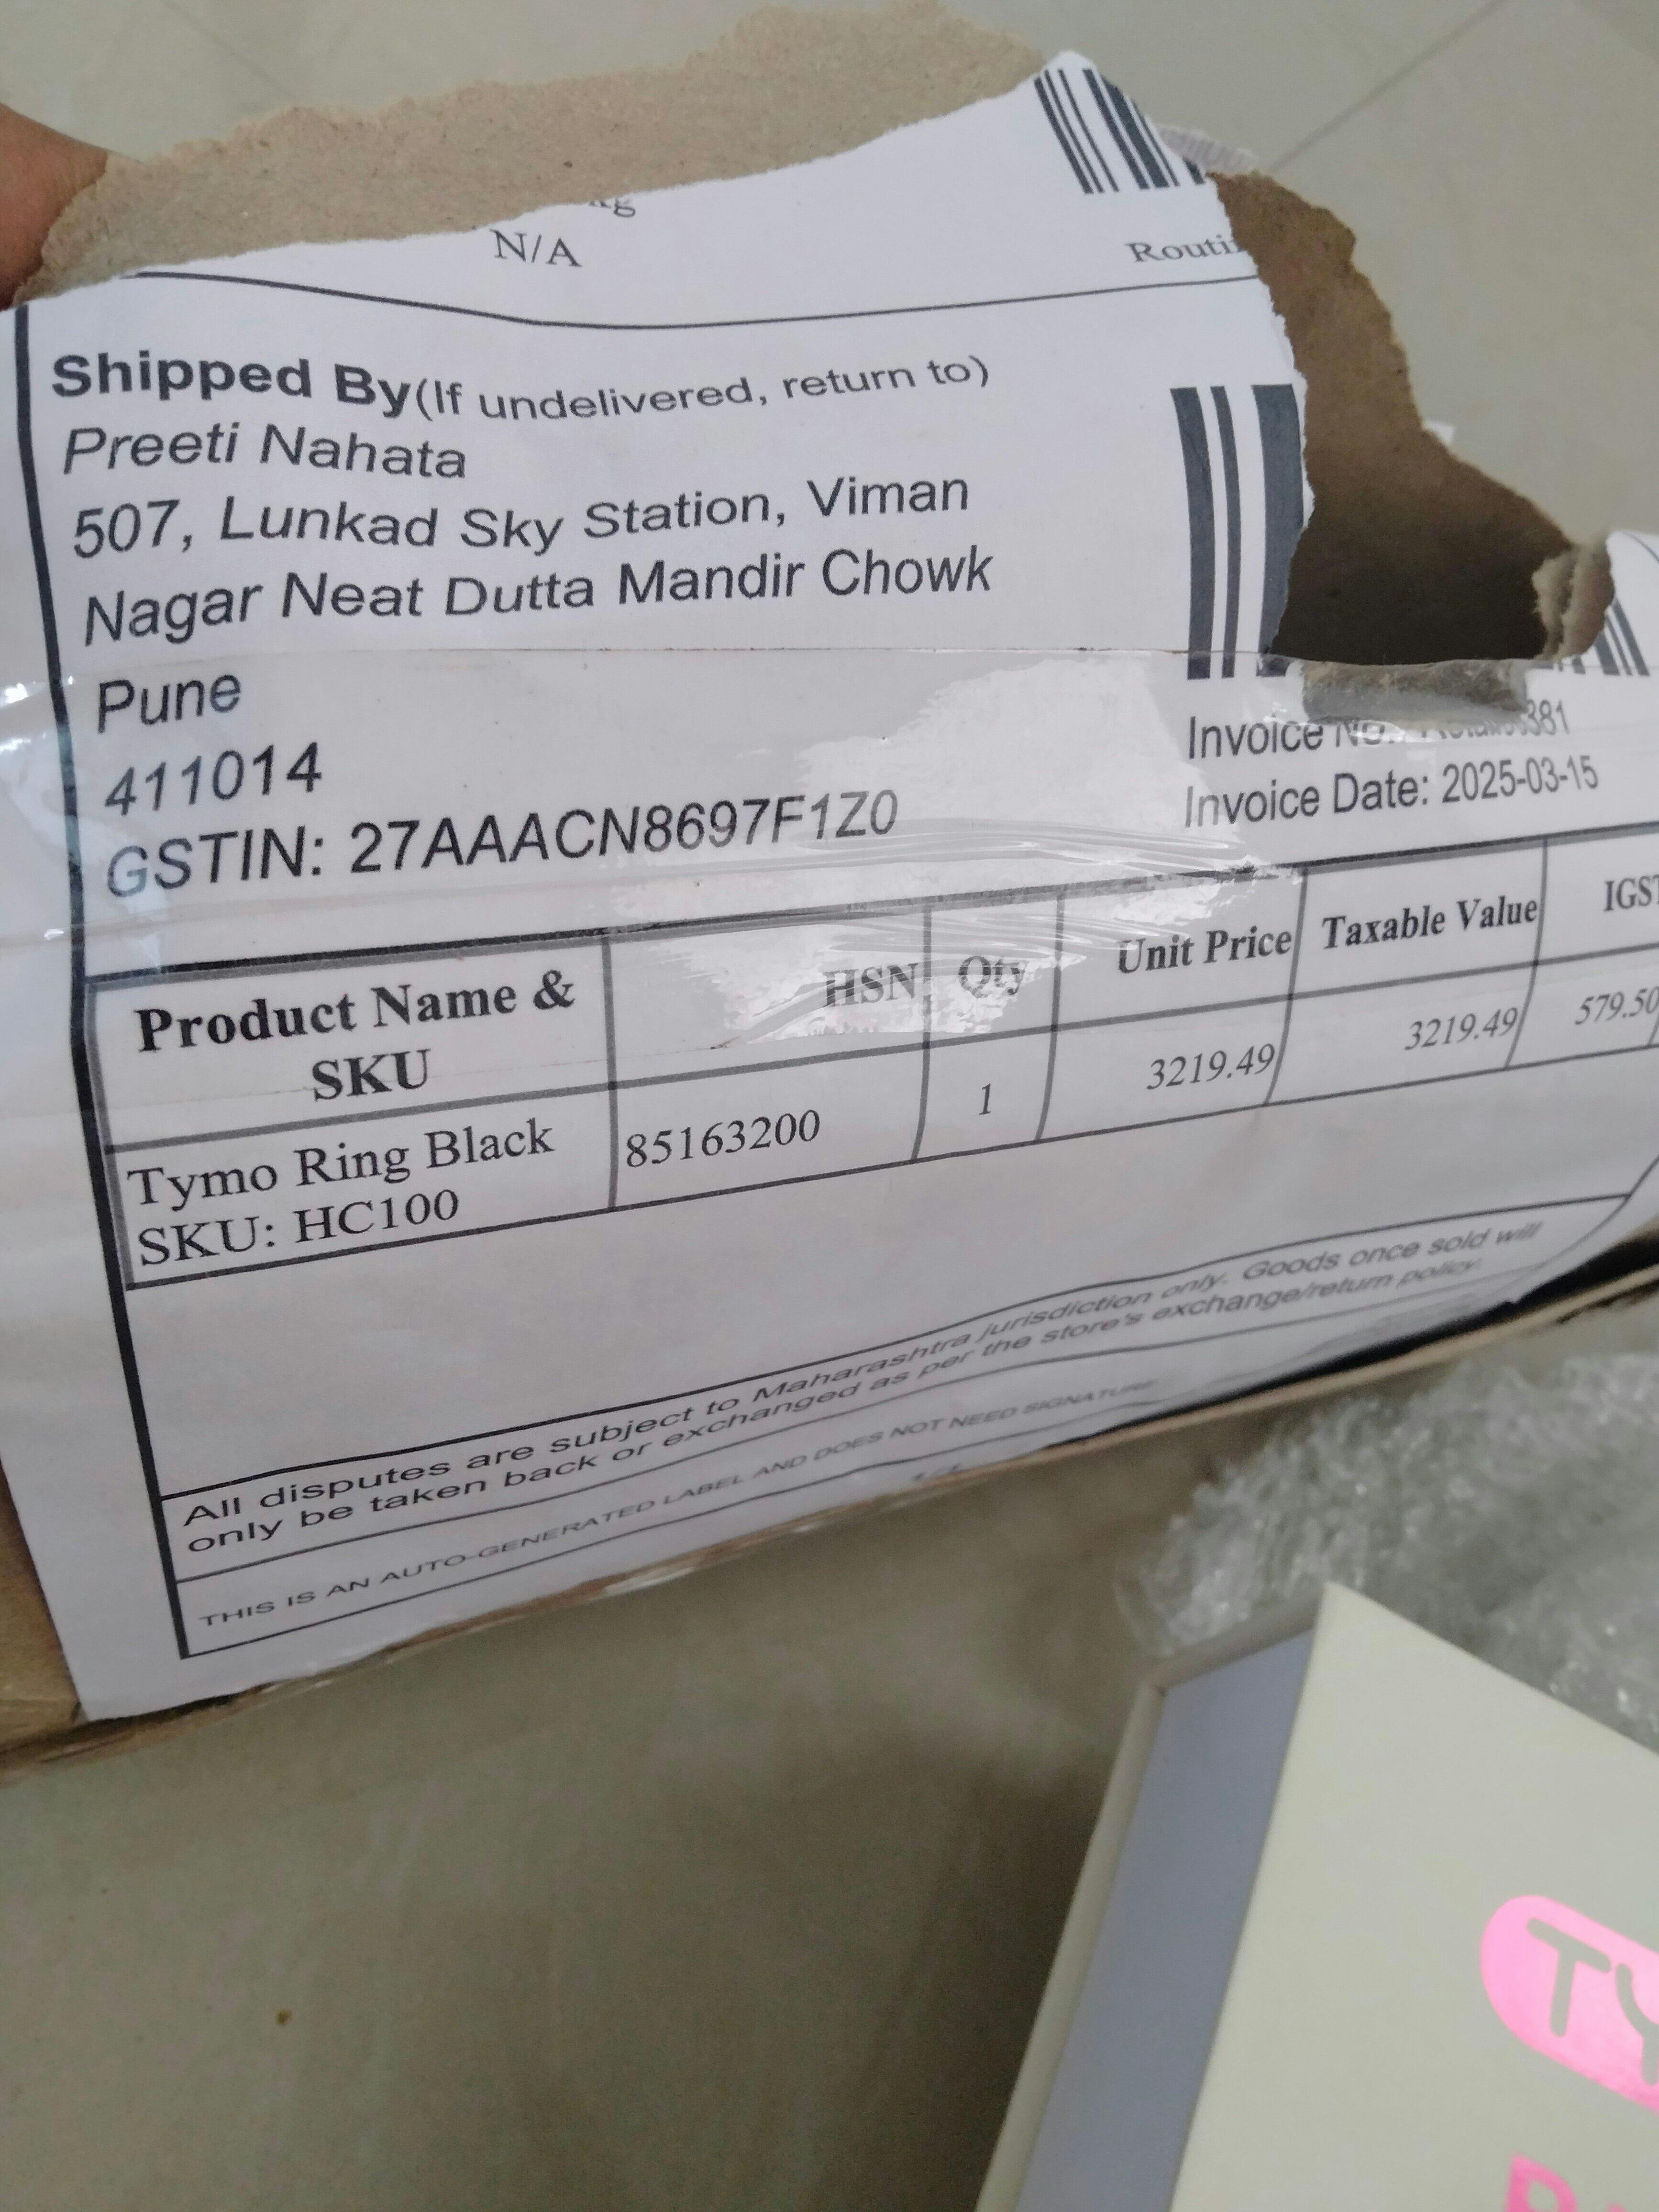 N/A
Shipped By(If undelivered, return to)
Preeti Nahata
507, Lunkad Sky Station, Viman
Nagar Neat Dutta Mandir Chowk
Pune
411014
GSTIN: 27AAACN8697F1Z0
Invoice No.:
Invoice Date: 2025-03-15
Product Name & SKU HSN Qty Unit Price Taxable Value IGST
Tymo Ring Black 85163200 1 3219.49 3219.49 579.50
SKU: HC100
All disputes are subject to Maharashtra jurisdiction only. Goods once sold will
only be taken back or exchanged as per the store's exchange/return policy.
THIS IS AN AUTO-GENERATED LABEL AND DOES NOT NEED SIGNATURE
TY